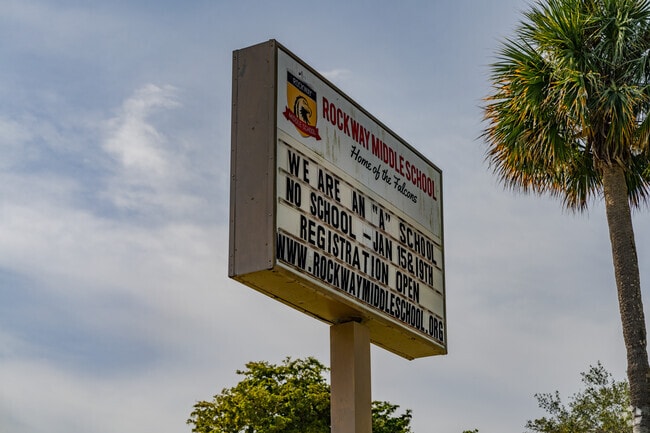 ROCKWAY MIDDLE SCHOOL
Home of the Falcons
WE ARE AN "A" SCHOOL
NO SCHOOL - JAN 15&19TH
REGISTRATION OPEN
WWW.ROCKWAYMIDDLESCHOOL.ORG